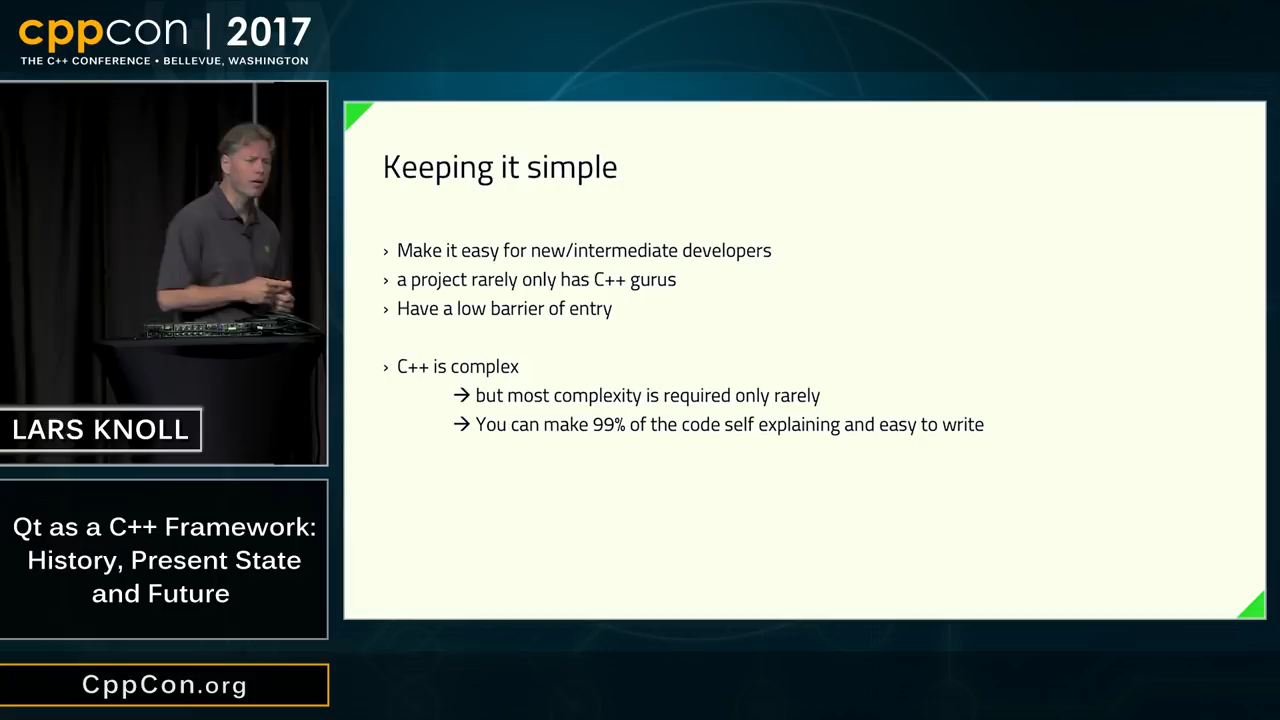 cppcon | 2017
THE C++ CONFERENCE • BELLEVUE, WASHINGTON
LARS KNOLL
Qt as a C++ Framework:
History, Present State
and Future
CppCon.org
Keeping it simple
› Make it easy for new/intermediate developers
› a project rarely only has C++ gurus
› Have a low barrier of entry
› C++ is complex
→ but most complexity is required only rarely
→ You can make 99% of the code self explaining and easy to write